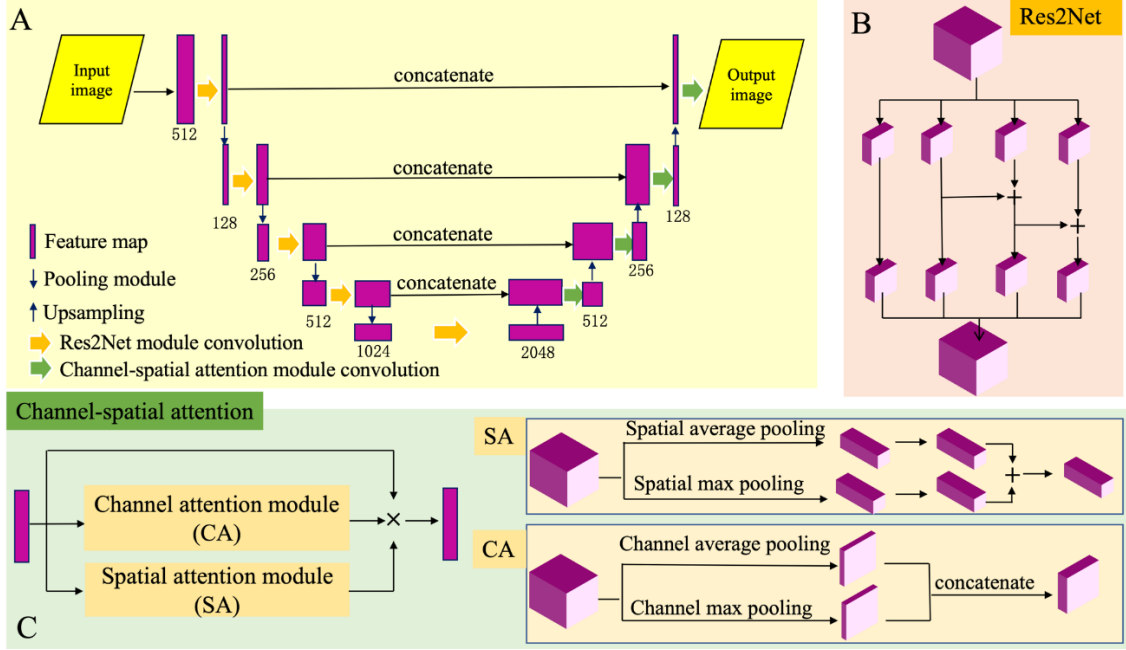 A
Input
image
512
concatenate
Output
image
128
concatenate
128
256
concatenate
256
512
concatenate
512
1024
2048
Feature map
Pooling module
Upsampling
Res2Net module convolution
Channel-spatial attention module convolution
B
Res2Net
+
+
Channel-spatial attention
Channel attention module
(CA)
Spatial attention module
(SA)
×
C
SA
Spatial average pooling
Spatial max pooling
+
CA
Channel average pooling
Channel max pooling
concatenate